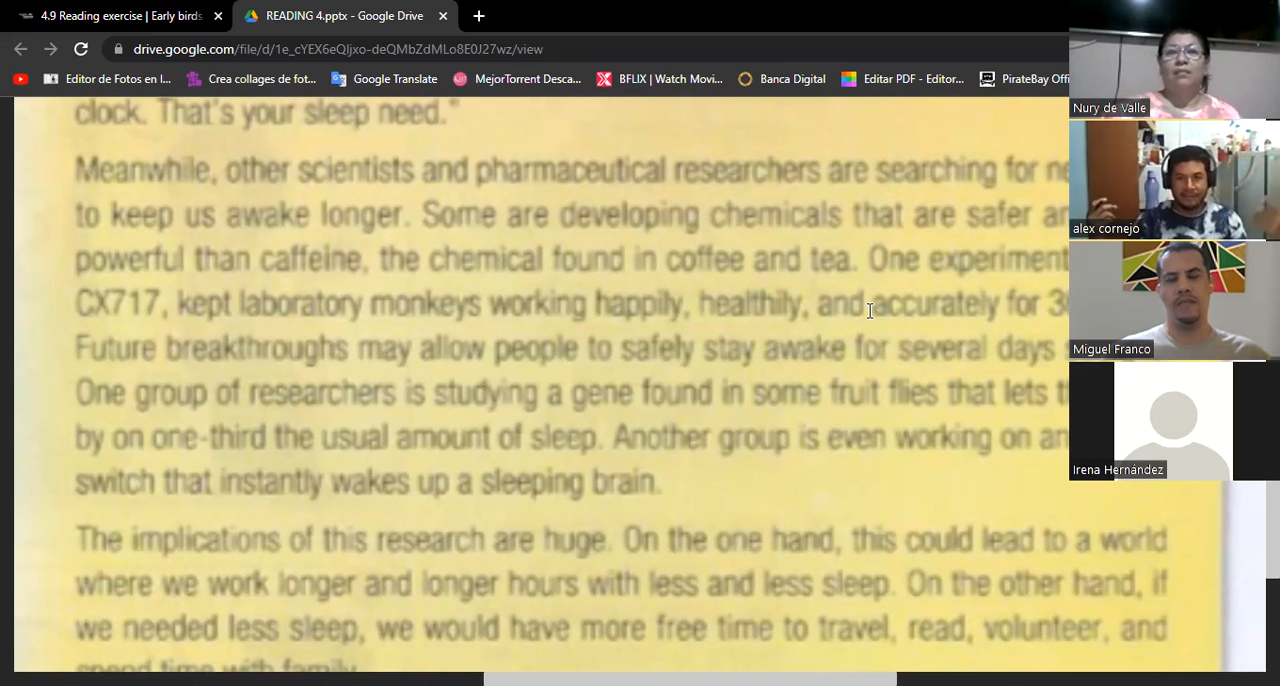 4.9 Reading exercise | Early birds
READING 4.pptx - Google Drive
drive.google.com/file/d/1e_cYEX6eQIjxo-deQMbZdMLo8E0J27wz/view
Editor de Fotos en l... Crea collages de fot... Google Translate MejorTorrent Desca... BFLIX | Watch Movi... Banca Digital Editar PDF - Editor... PirateBay Offi
clock. That's your sleep need."
Meanwhile, other scientists and pharmaceutical researchers are searching for
to keep us awake longer. Some are developing chemicals that are safer
powerful than caffeine, the chemical found in coffee and tea. One experiment
CX717, kept laboratory monkeys working happily, healthily, and accurately for
Future breakthroughs may allow people to safely stay awake for several days
One group of researchers is studying a gene found in some fruit flies that lets
by on one-third the usual amount of sleep. Another group is even working on
switch that instantly wakes up a sleeping brain.
The implications of this research are huge. On the one hand, this could lead to a world
where we work longer and longer hours with less and less sleep. On the other hand, if
we needed less sleep, we would have more free time to travel, read, volunteer, and
spend time with family.
Nury de Valle
alex cornejo
Miguel Franco
Irena Hernández